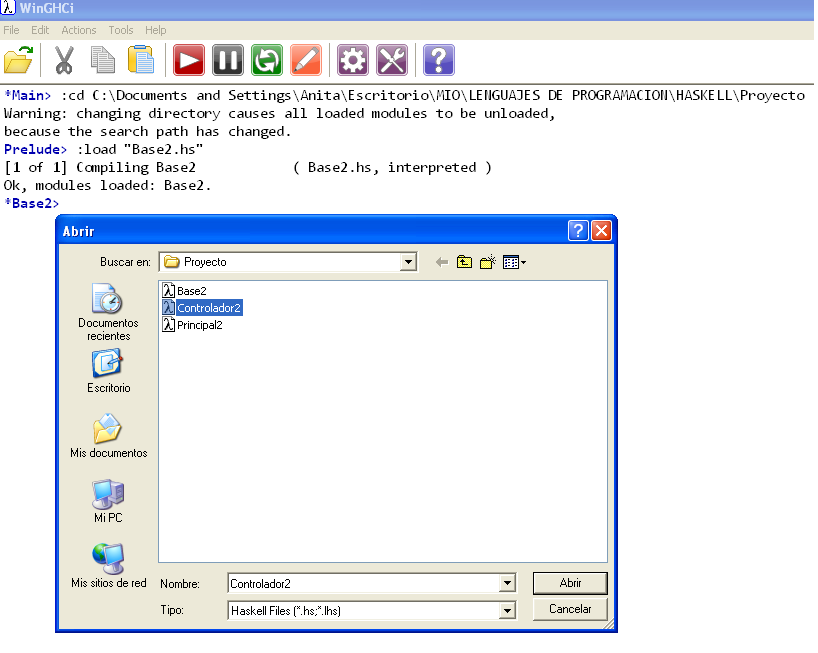 WinGHCi
File Edit Actions Tools Help
*Main> :cd C:\Documents and Settings\Anita\Escritorio\MIO\LENGUAJES DE PROGRAMACION\HASKELL\Proyecto
Warning: changing directory causes all loaded modules to be unloaded,
because the search path has changed.
Prelude> :load "Base2.hs"
[1 of 1] Compiling Base2            ( Base2.hs, interpreted )
Ok, modules loaded: Base2.
*Base2>
Abrir
Buscar en: Proyecto
Base2
Controlador2
Principal2
Documentos
recientes
Escritorio
Mis documentos
Mi PC
Mis sitios de red
Nombre: Controlador2 Abrir
Tipo: Haskell Files (*.hs;*.lhs) Cancelar